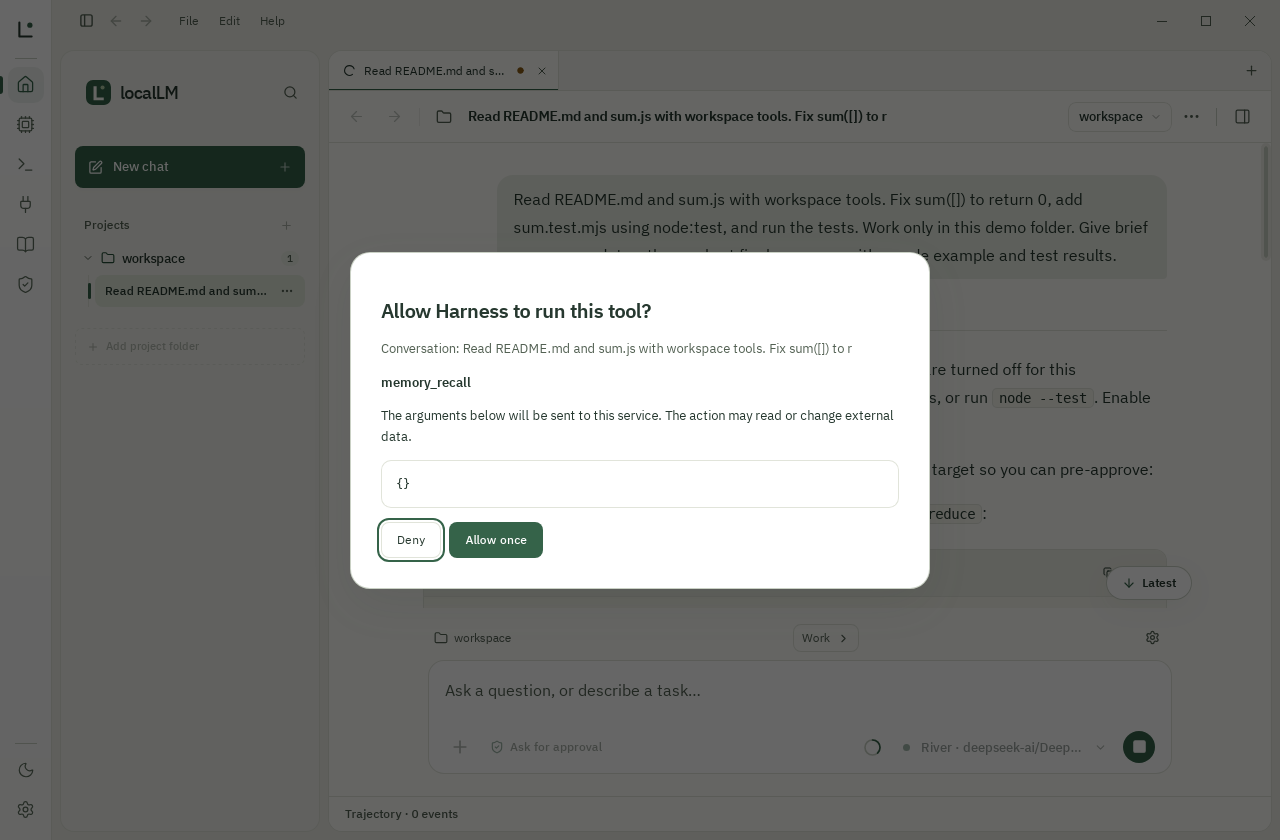 File Edit Help
localLM
New chat
Projects
workspace 1
Read README.md and sum...
Add project folder
Read README.md and s...
Read README.md and sum.js with workspace tools. Fix sum([]) to r
workspace
Read README.md and sum.js with workspace tools. Fix sum([]) to return 0, add
sum.test.mjs using node:test, and run the tests. Work only in this demo folder. Give brief
example and test results.
are turned off for this
s, or run node --test. Enable
target so you can pre-approve:
reduce:
Allow Harness to run this tool?
Conversation: Read README.md and sum.js with workspace tools. Fix sum([]) to r
memory_recall
The arguments below will be sent to this service. The action may read or change external
data.
{}
Deny Allow once
Latest
workspace Work
Ask a question, or describe a task...
Ask for approval River · deepseek-ai/Deep...
Trajectory · 0 events